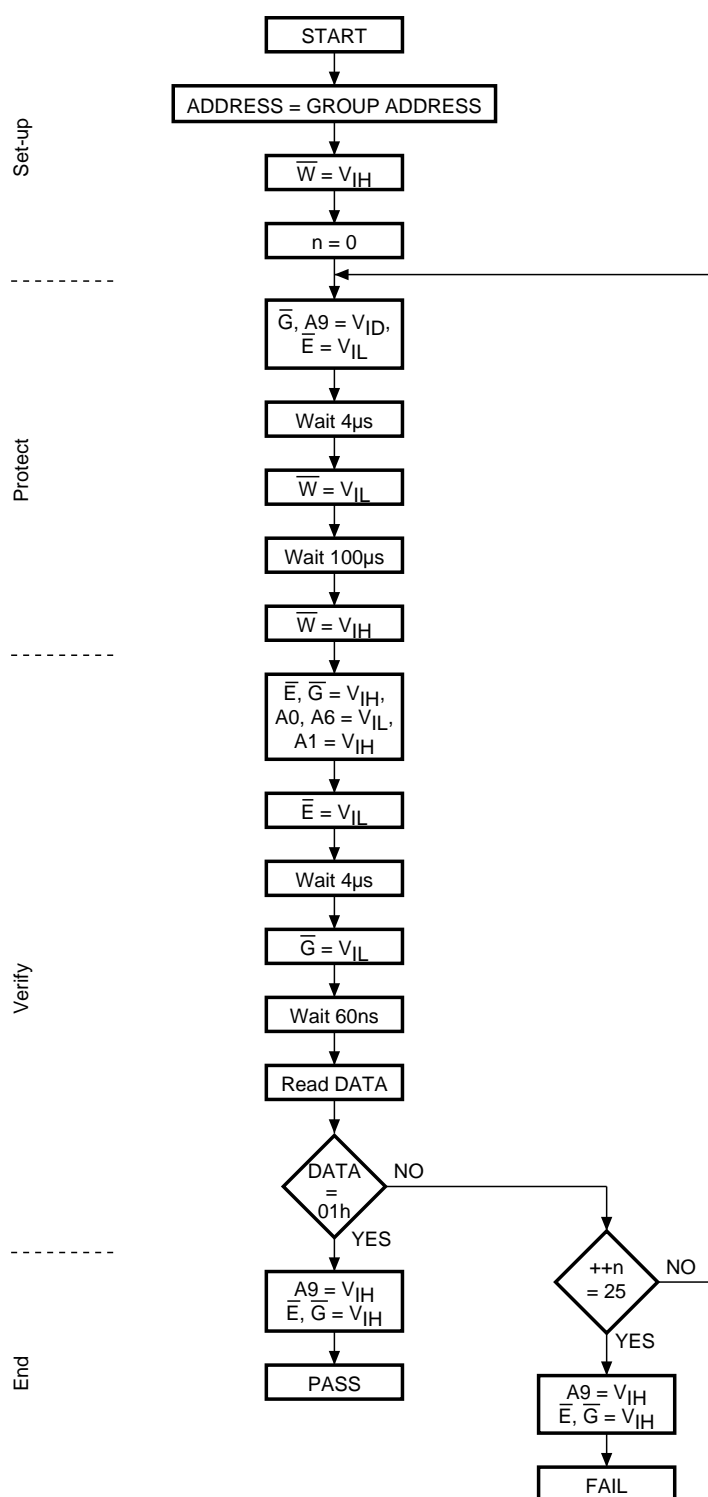 START
ADDRESS = GROUP ADDRESS
Set-up
W̅ = VIH
n = 0
G̅, A9 = VID,
E̅ = VIL
Wait 4µs
Protect
W̅ = VIL
Wait 100µs
W̅ = VIH
E̅, G̅ = VIH,
A0, A6 = VIL,
A1 = VIH
E̅ = VIL
Wait 4µs
G̅ = VIL
Verify
Wait 60ns
Read DATA
DATA
=
01h
NO
YES
++n
= 25
NO
YES
A9 = VIH
E̅, G̅ = VIH
End
PASS
A9 = VIH
E̅, G̅ = VIH
FAIL